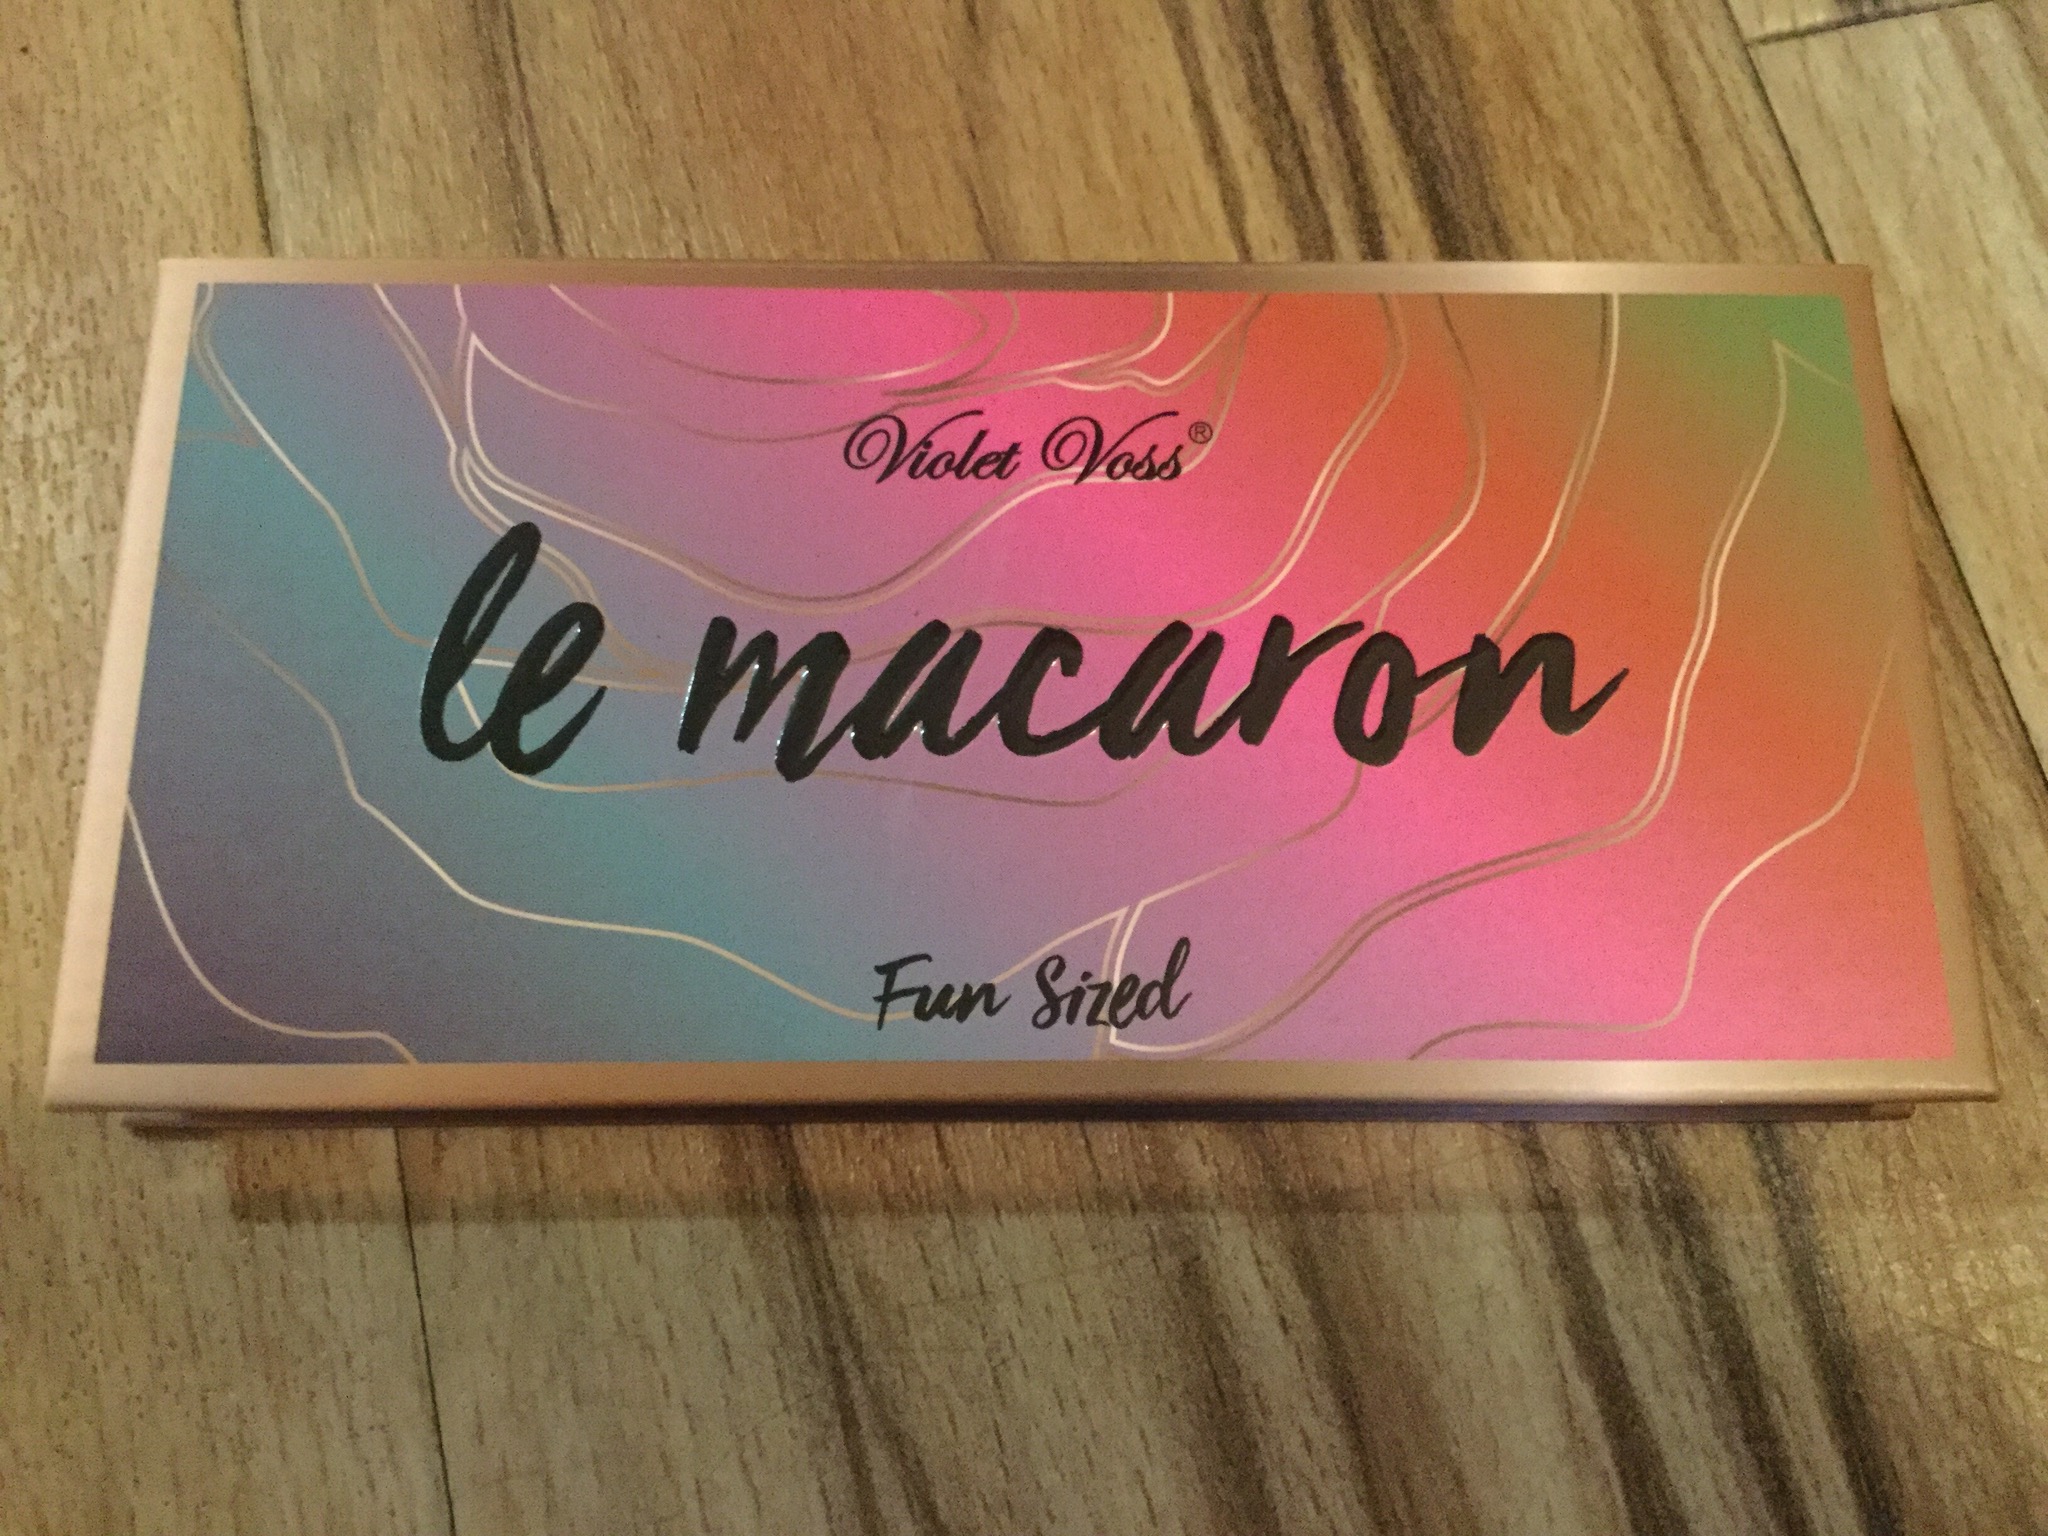 Violet Voss®
le macaron
Fun Sized